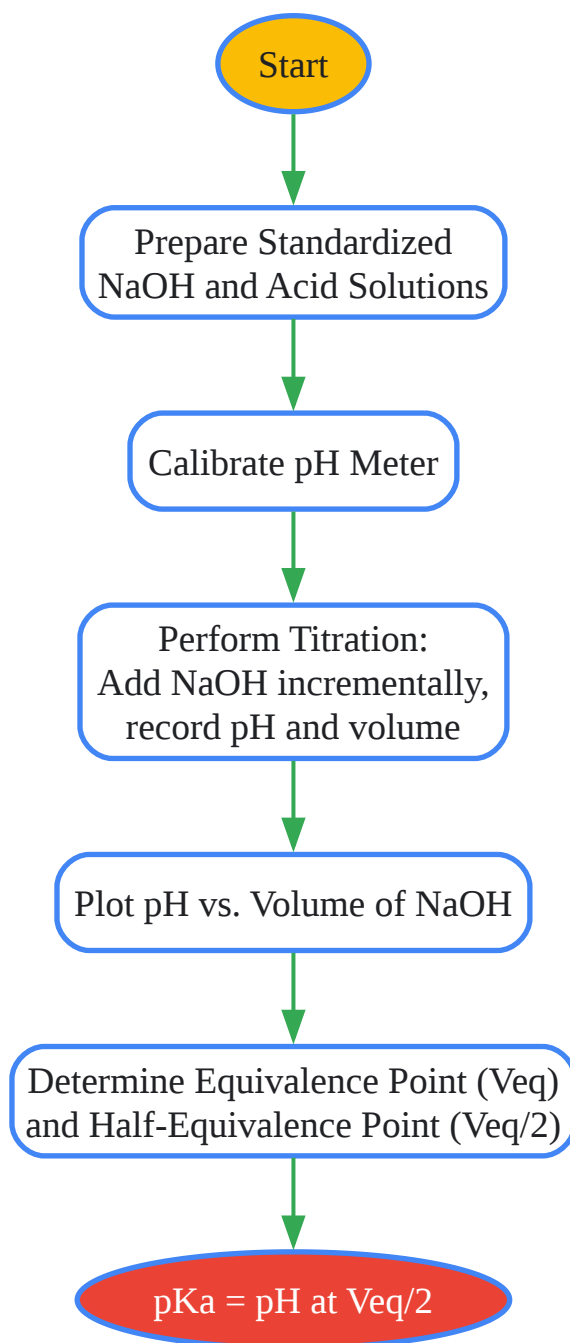 Start
Prepare Standardized
NaOH and Acid Solutions
Calibrate pH Meter
Perform Titration:
Add NaOH incrementally,
record pH and volume
Plot pH vs. Volume of NaOH
Determine Equivalence Point (Veq)
and Half-Equivalence Point (Veq/2)
pKa = pH at Veq/2